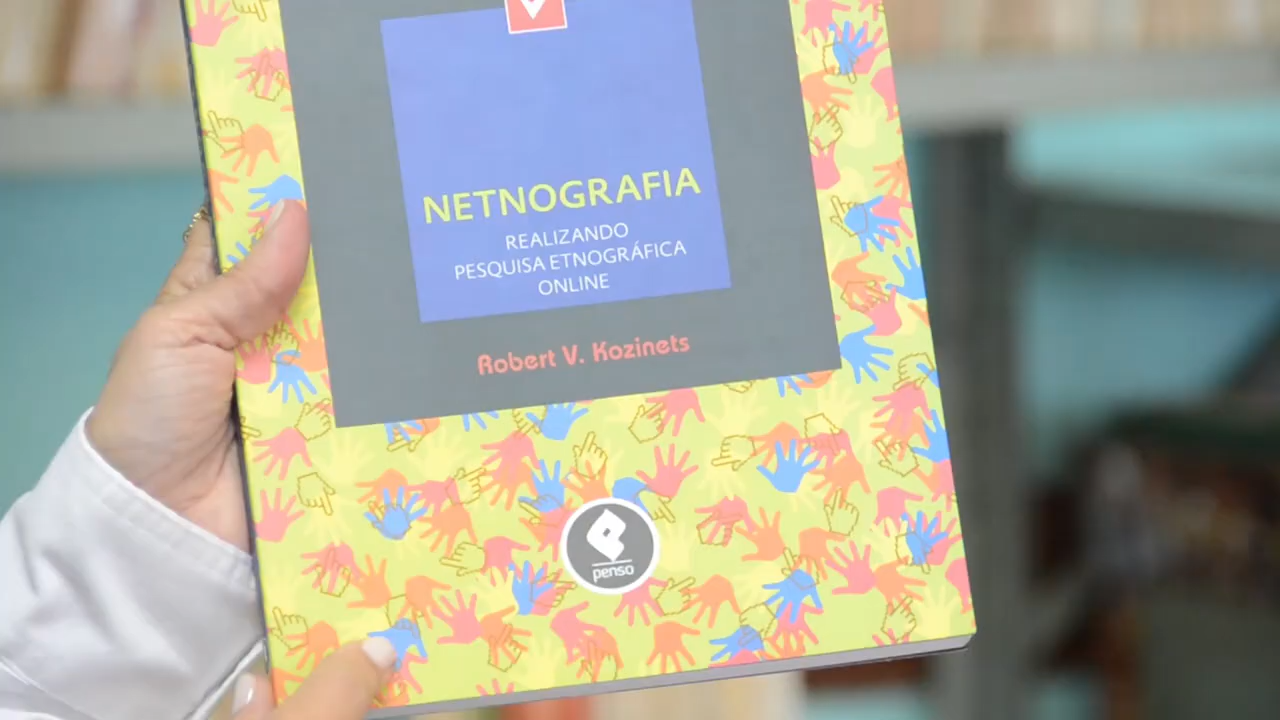 NETNOGRAFIA
REALIZANDO
PESQUISA ETNOGRÁFICA
ONLINE
Robert V. Kozinets
penso